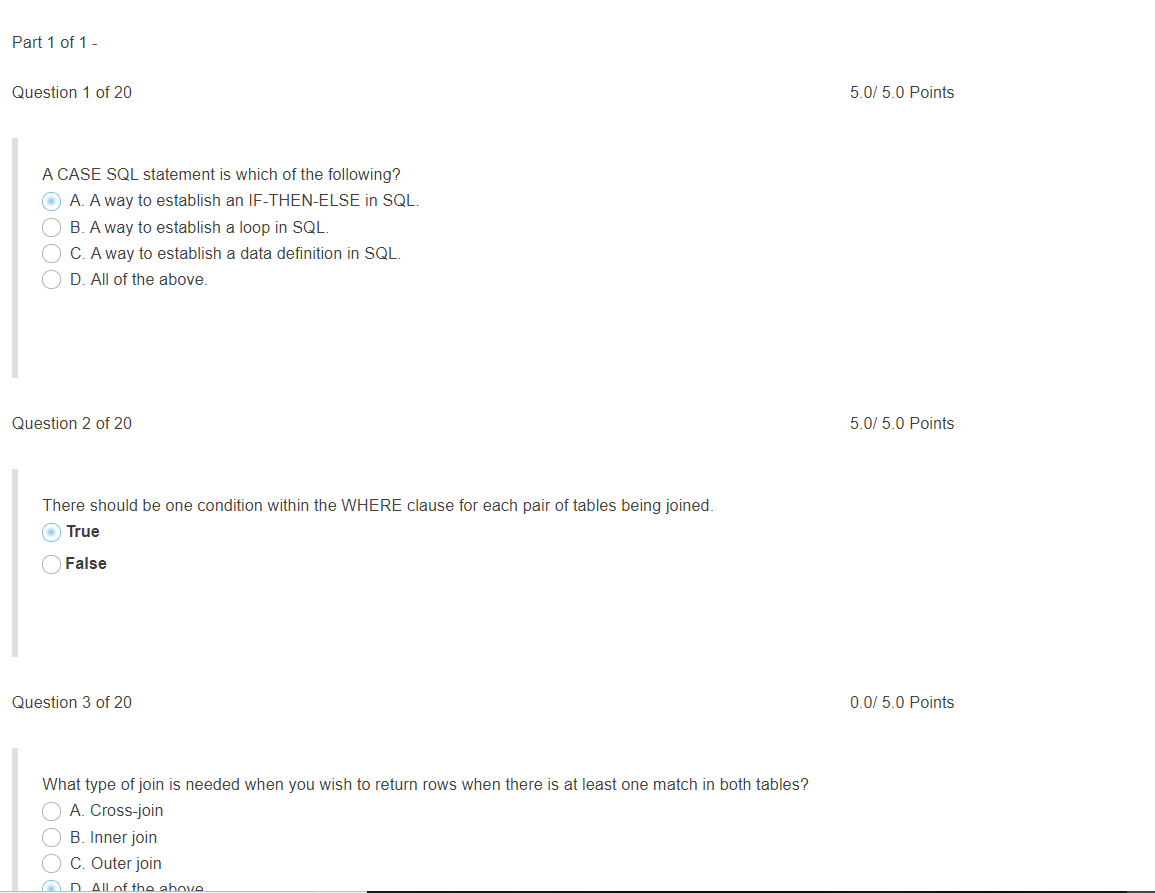 Part 1 of 1 -
Question 1 of 20 5.0/ 5.0 Points
A CASE SQL statement is which of the following?
A. A way to establish an IF-THEN-ELSE in SQL.
B. A way to establish a loop in SQL.
C. A way to establish a data definition in SQL.
D. All of the above.
Question 2 of 20 5.0/ 5.0 Points
There should be one condition within the WHERE clause for each pair of tables being joined.
True
False
Question 3 of 20 0.0/ 5.0 Points
What type of join is needed when you wish to return rows when there is at least one match in both tables?
A. Cross-join
B. Inner join
C. Outer join
D. All of the above